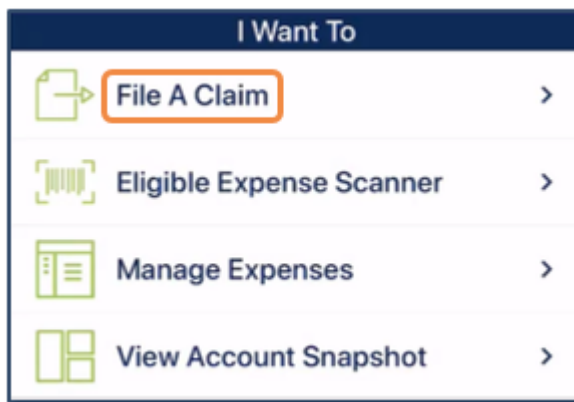 I Want To
File A Claim
Eligible Expense Scanner
Manage Expenses
View Account Snapshot